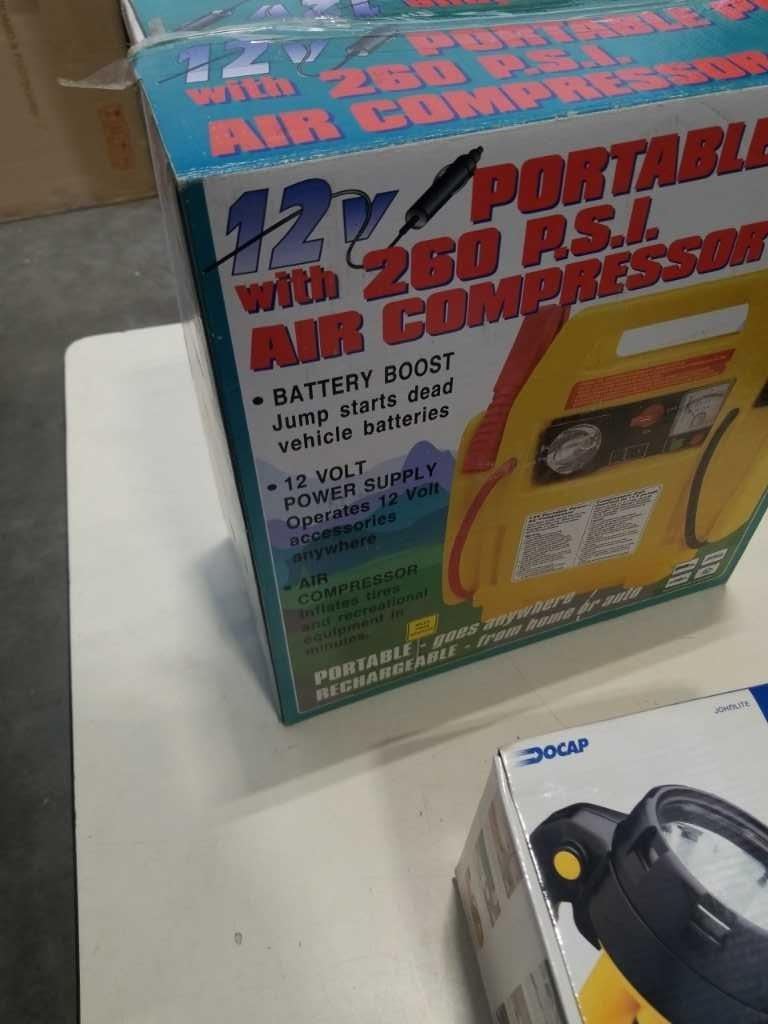 12V PORTABLE
with 260 P.S.I.
AIR COMPRESSOR
12V PORTABLE
with 260 P.S.I.
AIR COMPRESSOR
• BATTERY BOOST
Jump starts dead
vehicle batteries
• 12 VOLT
POWER SUPPLY
Operates 12 Volt
accessories
anywhere
• AIR
COMPRESSOR
Inflates tires
and recreational
equipment in
minutes.
PORTABLE - goes anywhere
RECHARGEABLE - from home or auto
DOCAP
JOHNLITE